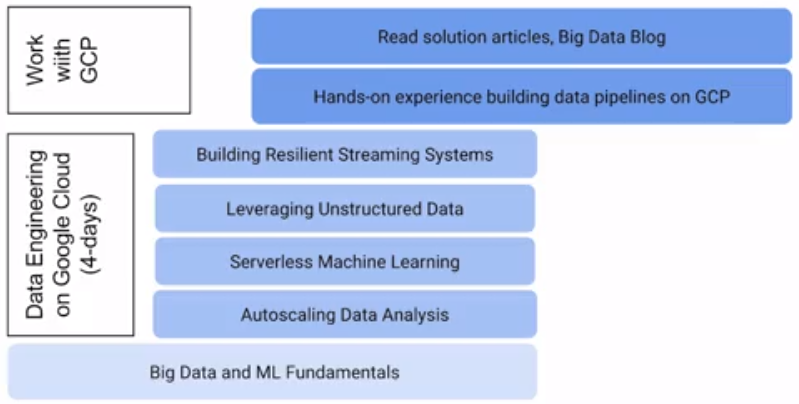 Work
wiith
GCP
Read solution articles, Big Data Blog
Hands-on experience building data pipelines on GCP
Data Engineering
on Google Cloud
(4-days)
Building Resilient Streaming Systems
Leveraging Unstructured Data
Serverless Machine Learning
Autoscaling Data Analysis
Big Data and ML Fundamentals